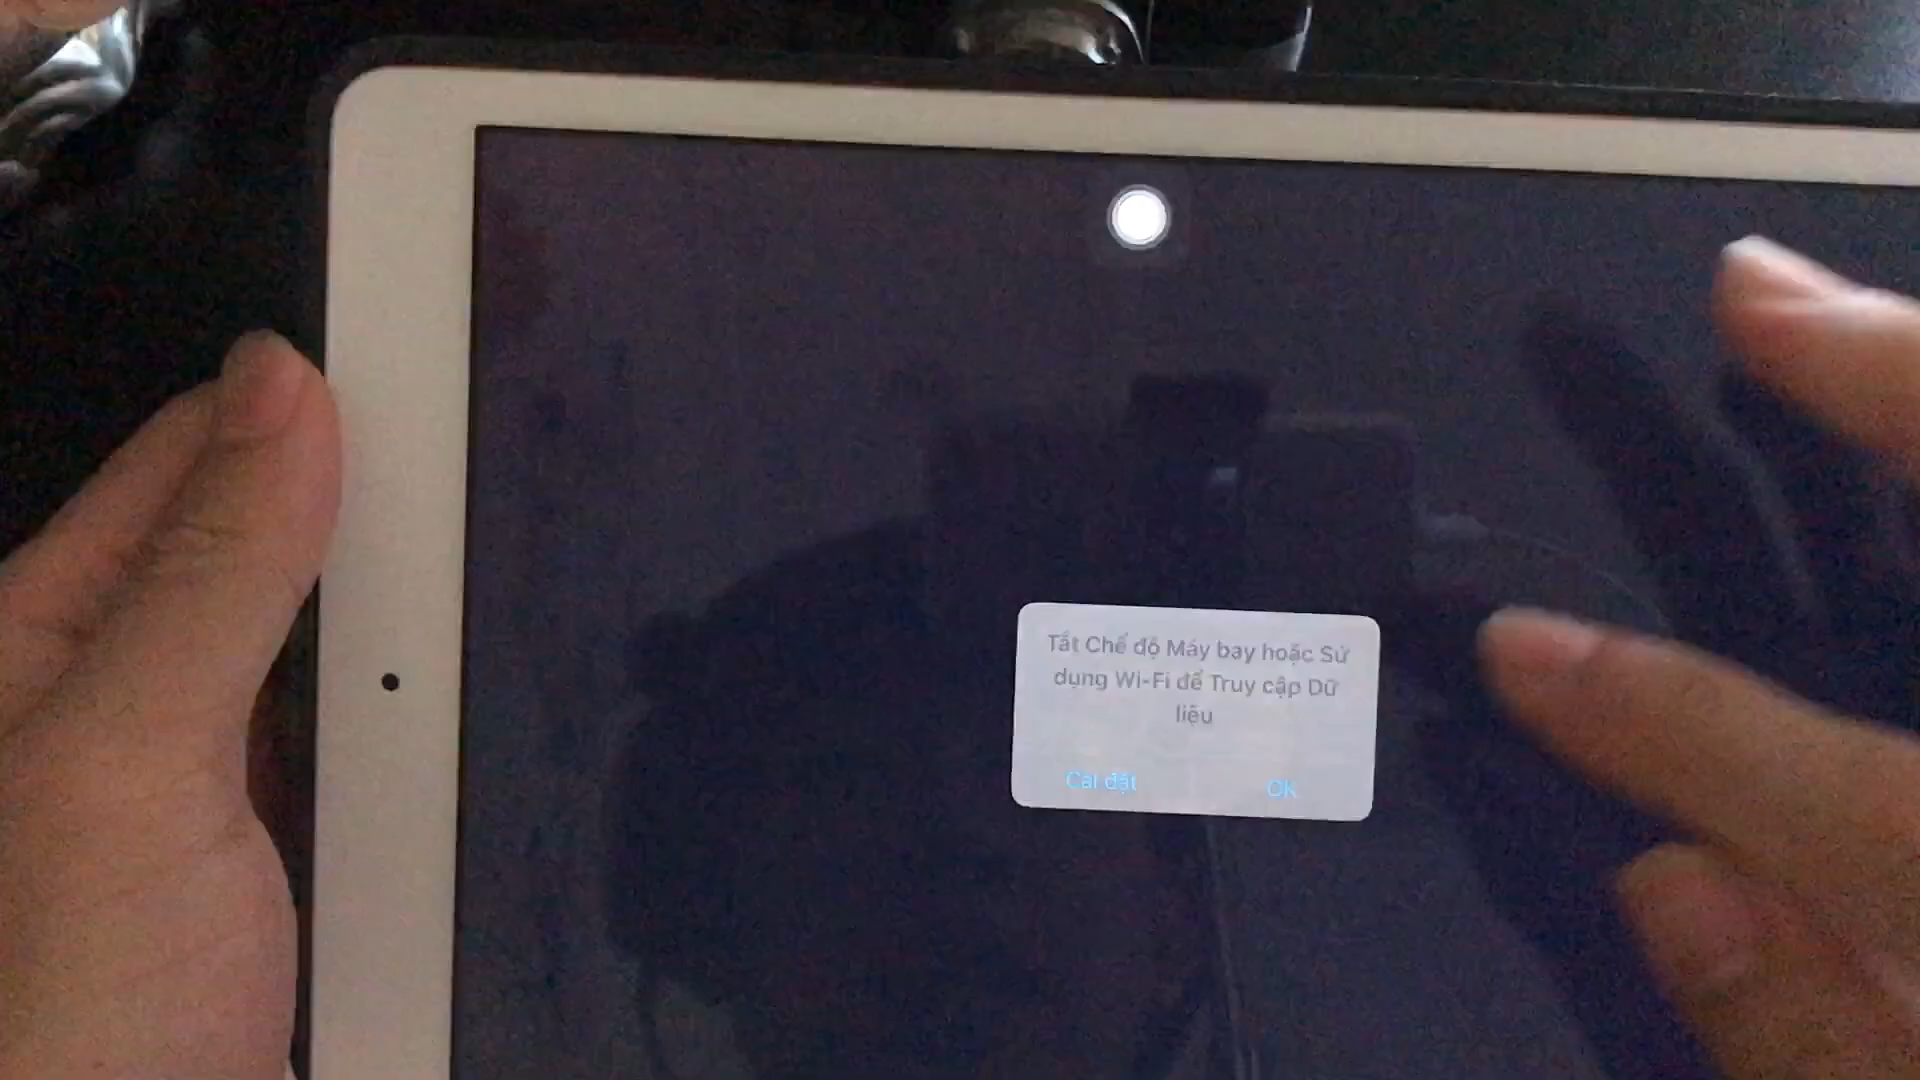 Tắt Chế độ Máy bay hoặc Sử
dụng Wi-Fi để Truy cập Dữ
liệu
Cài đặt
OK